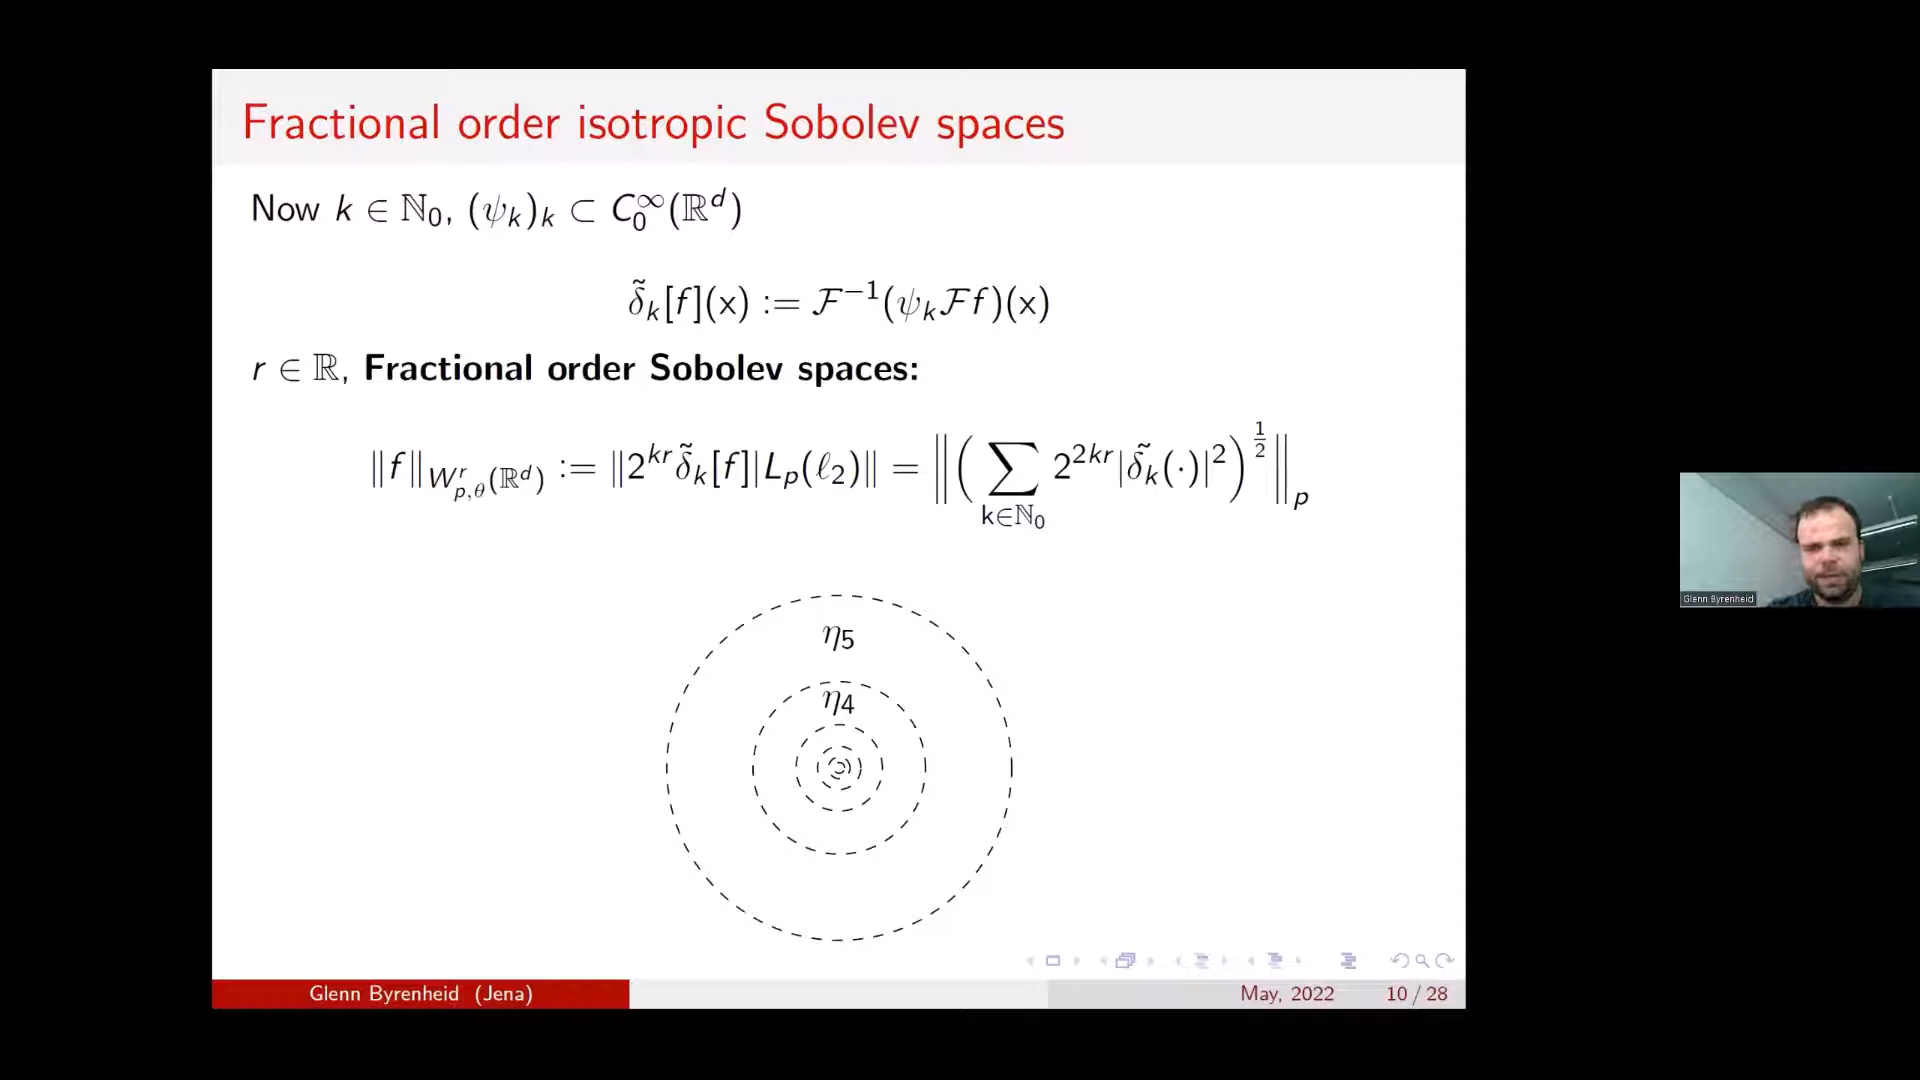 Fractional order isotropic Sobolev spaces
Now k ∈ ℕ₀, (ψₖ)ₖ ⊂ C₀^∞(ℝ^d)
δ̃ₖ[f](x) := ℱ⁻¹(ψₖℱf)(x)
r ∈ ℝ, Fractional order Sobolev spaces:
‖f‖_{W^r_{p,θ}(ℝ^d)} := ‖2^{kr}δ̃ₖ[f]|L_p(ℓ₂)‖ = ‖(∑_{k∈ℕ₀} 2^{2kr}|δ̃ₖ(·)|²)^{1/2}‖_p
η₅
η₄
Glenn Byrenheid
Glenn Byrenheid (Jena)
May, 2022
10 / 28